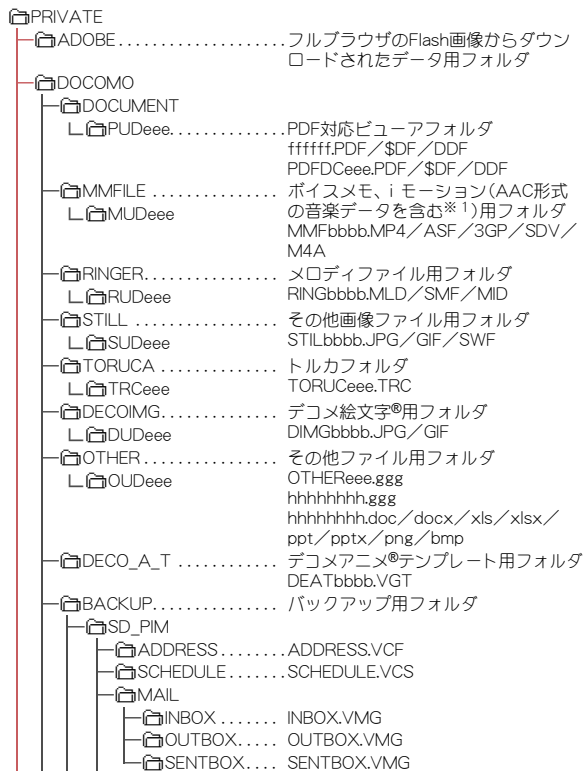 PRIVATE
ADOBE....................フルブラウザのFlash画像からダウン
ロードされたデータ用フォルダ
DOCOMO
DOCUMENT
PUDeee..............PDF対応ビューアフォルダ
ffffff.PDF／$DF／DDF
PDFDCeee.PDF／$DF／DDF
MMFILE ............... ボイスメモ、iモーション（AAC形式
MUDeee の音楽データを含む※1）用フォルダ
MMFbbbb.MP4／ASF／3GP／SDV／
M4A
RINGER................ メロディファイル用フォルダ
RUDeee RINGbbbb.MLD／SMF／MID
STILL ................. その他画像ファイル用フォルダ
SUDeee STILbbbb.JPG／GIF／SWF
TORUCA .............. トルカフォルダ
TRCeee TORUCeee.TRC
DECOIMG.............. デコメ絵文字®用フォルダ
DUDeee DIMGbbbb.JPG／GIF
OTHER ................ その他ファイル用フォルダ
OUDeee OTHEReee.ggg
hhhhhhhh.ggg
hhhhhhhh.doc／docx／xls／xlsx／
ppt／pptx／png／bmp
DECO_A_T ............. デコメアニメ®テンプレート用フォルダ
DEATbbbb.VGT
BACKUP............... バックアップ用フォルダ
SD_PIM
ADDRESS ........ADDRESS.VCF
SCHEDULE.......SCHEDULE.VCS
MAIL
INBOX ....... INBOX.VMG
OUTBOX..... OUTBOX.VMG
SENTBOX.... SENTBOX.VMG